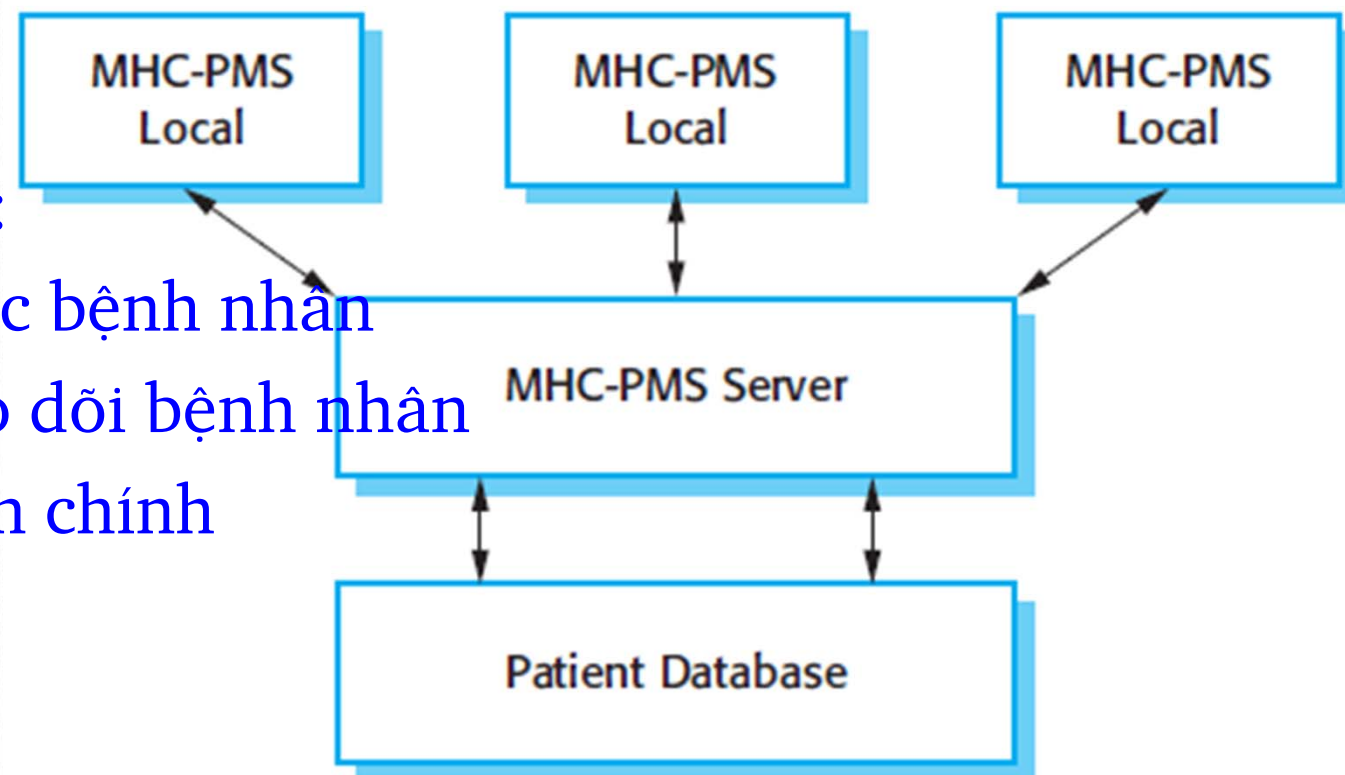 MHC-PMS
Local
MHC-PMS
Local
MHC-PMS
Local
:
c bệnh nhân
dõi bệnh nhân
MHC-PMS Server
chính
Patient Database